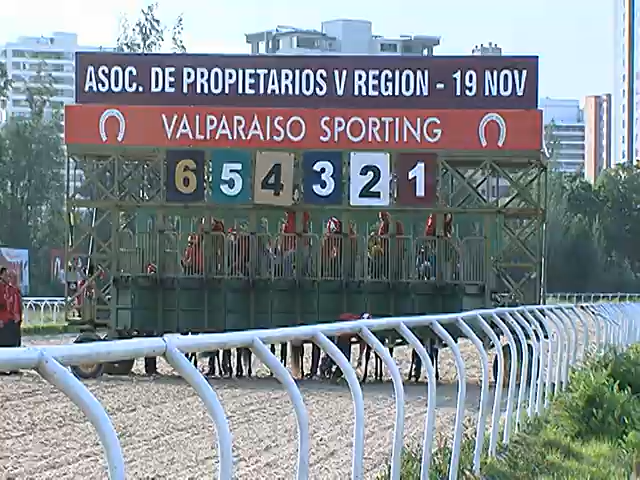 ASOC. DE PROPIETARIOS V REGION - 19 NOV
VALPARAISO SPORTING
6 5 4 3 2 1